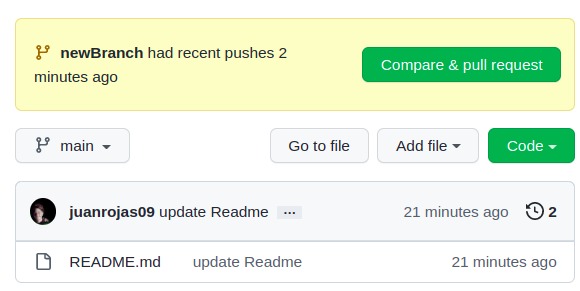 newBranch had recent pushes 2
minutes ago
Compare & pull request
main
Go to file
Add file
Code
juanrojas09 update Readme ...
21 minutes ago
2
README.md
update Readme
21 minutes ago